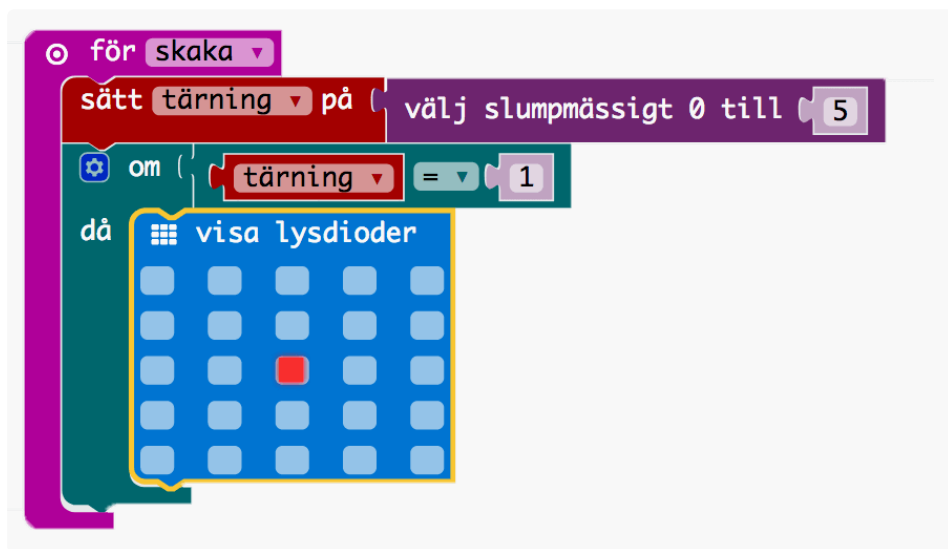 för skaka
sätt tärning på välj slumpmässigt 0 till 5
om tärning = 1
då visa lysdioder